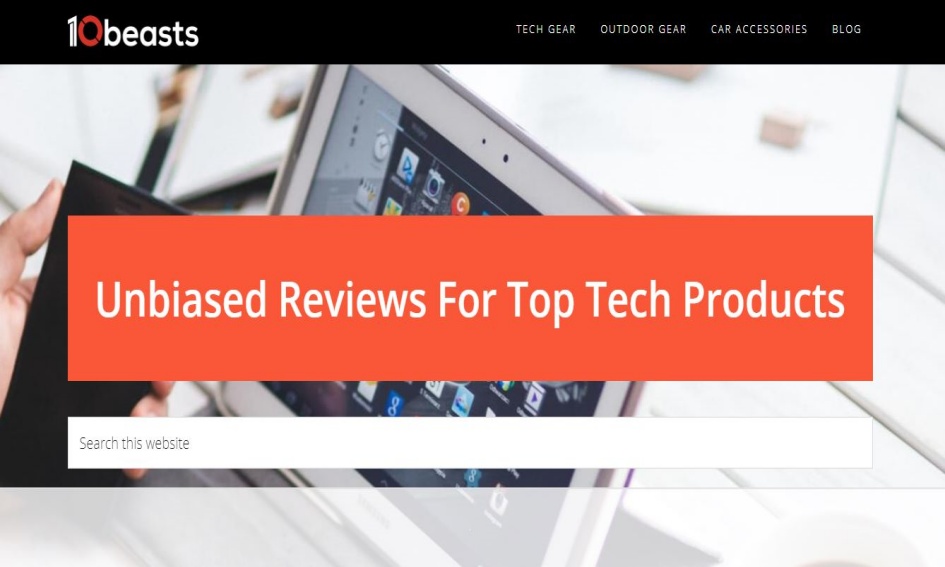 10beasts
TECH GEAR OUTDOOR GEAR CAR ACCESSORIES BLOG
Unbiased Reviews For Top Tech Products
Search this website